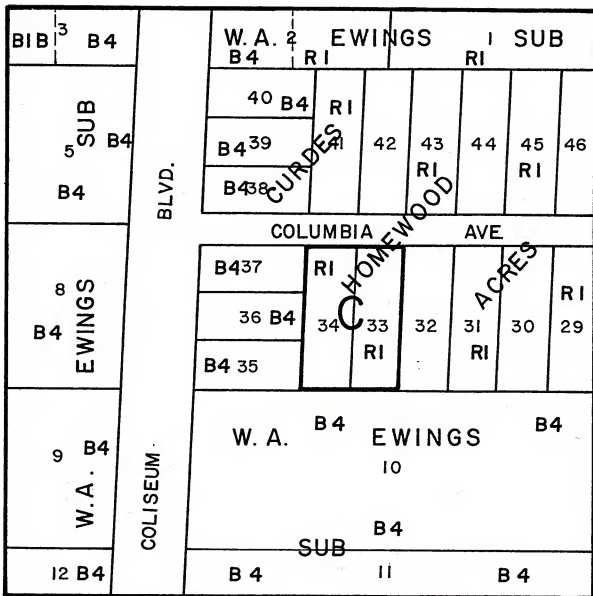 B1B 3 B4 W.A. 2 EWINGS 1 SUB
B4 R1 R1
40 B4 R1
SUB
5 B4 B4 39 41 42 43 44 45 46
R1 R1
B4 B4 38
CURDES
BLVD.
COLUMBIA AVE
HOMEWOOD
ACRES
B4 37 R1
8 R1
B4 36 B4 34 C 33 32 31 30 29
EWINGS
B4 35 R1 R1
B4 B4
W. A. EWINGS
9 B4 10
W.A.
COLISEUM
B4
SUB
12 B4 B4 11 B4